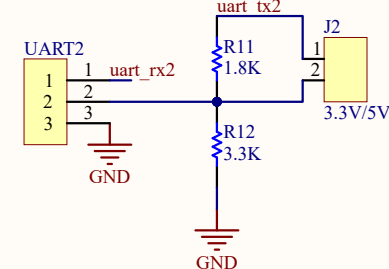 uart_tx2
J2
UART2
R11
1.8K
1
2
1 1 uart_rx2
2 2
3 3
3.3V/5V
R12
3.3K
GND
GND